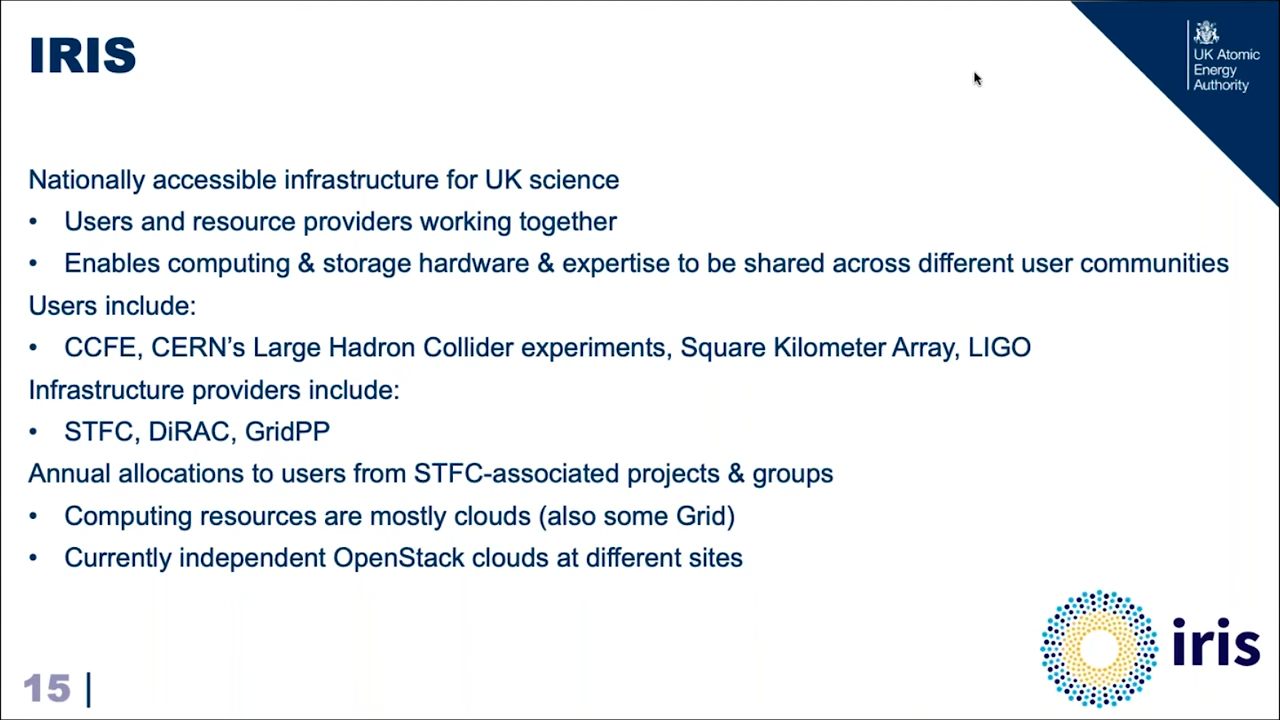 IRIS
UK Atomic
Energy
Authority
Nationally accessible infrastructure for UK science
• Users and resource providers working together
• Enables computing & storage hardware & expertise to be shared across different user communities
Users include:
• CCFE, CERN’s Large Hadron Collider experiments, Square Kilometer Array, LIGO
Infrastructure providers include:
• STFC, DiRAC, GridPP
Annual allocations to users from STFC-associated projects & groups
• Computing resources are mostly clouds (also some Grid)
• Currently independent OpenStack clouds at different sites
iris
15 |